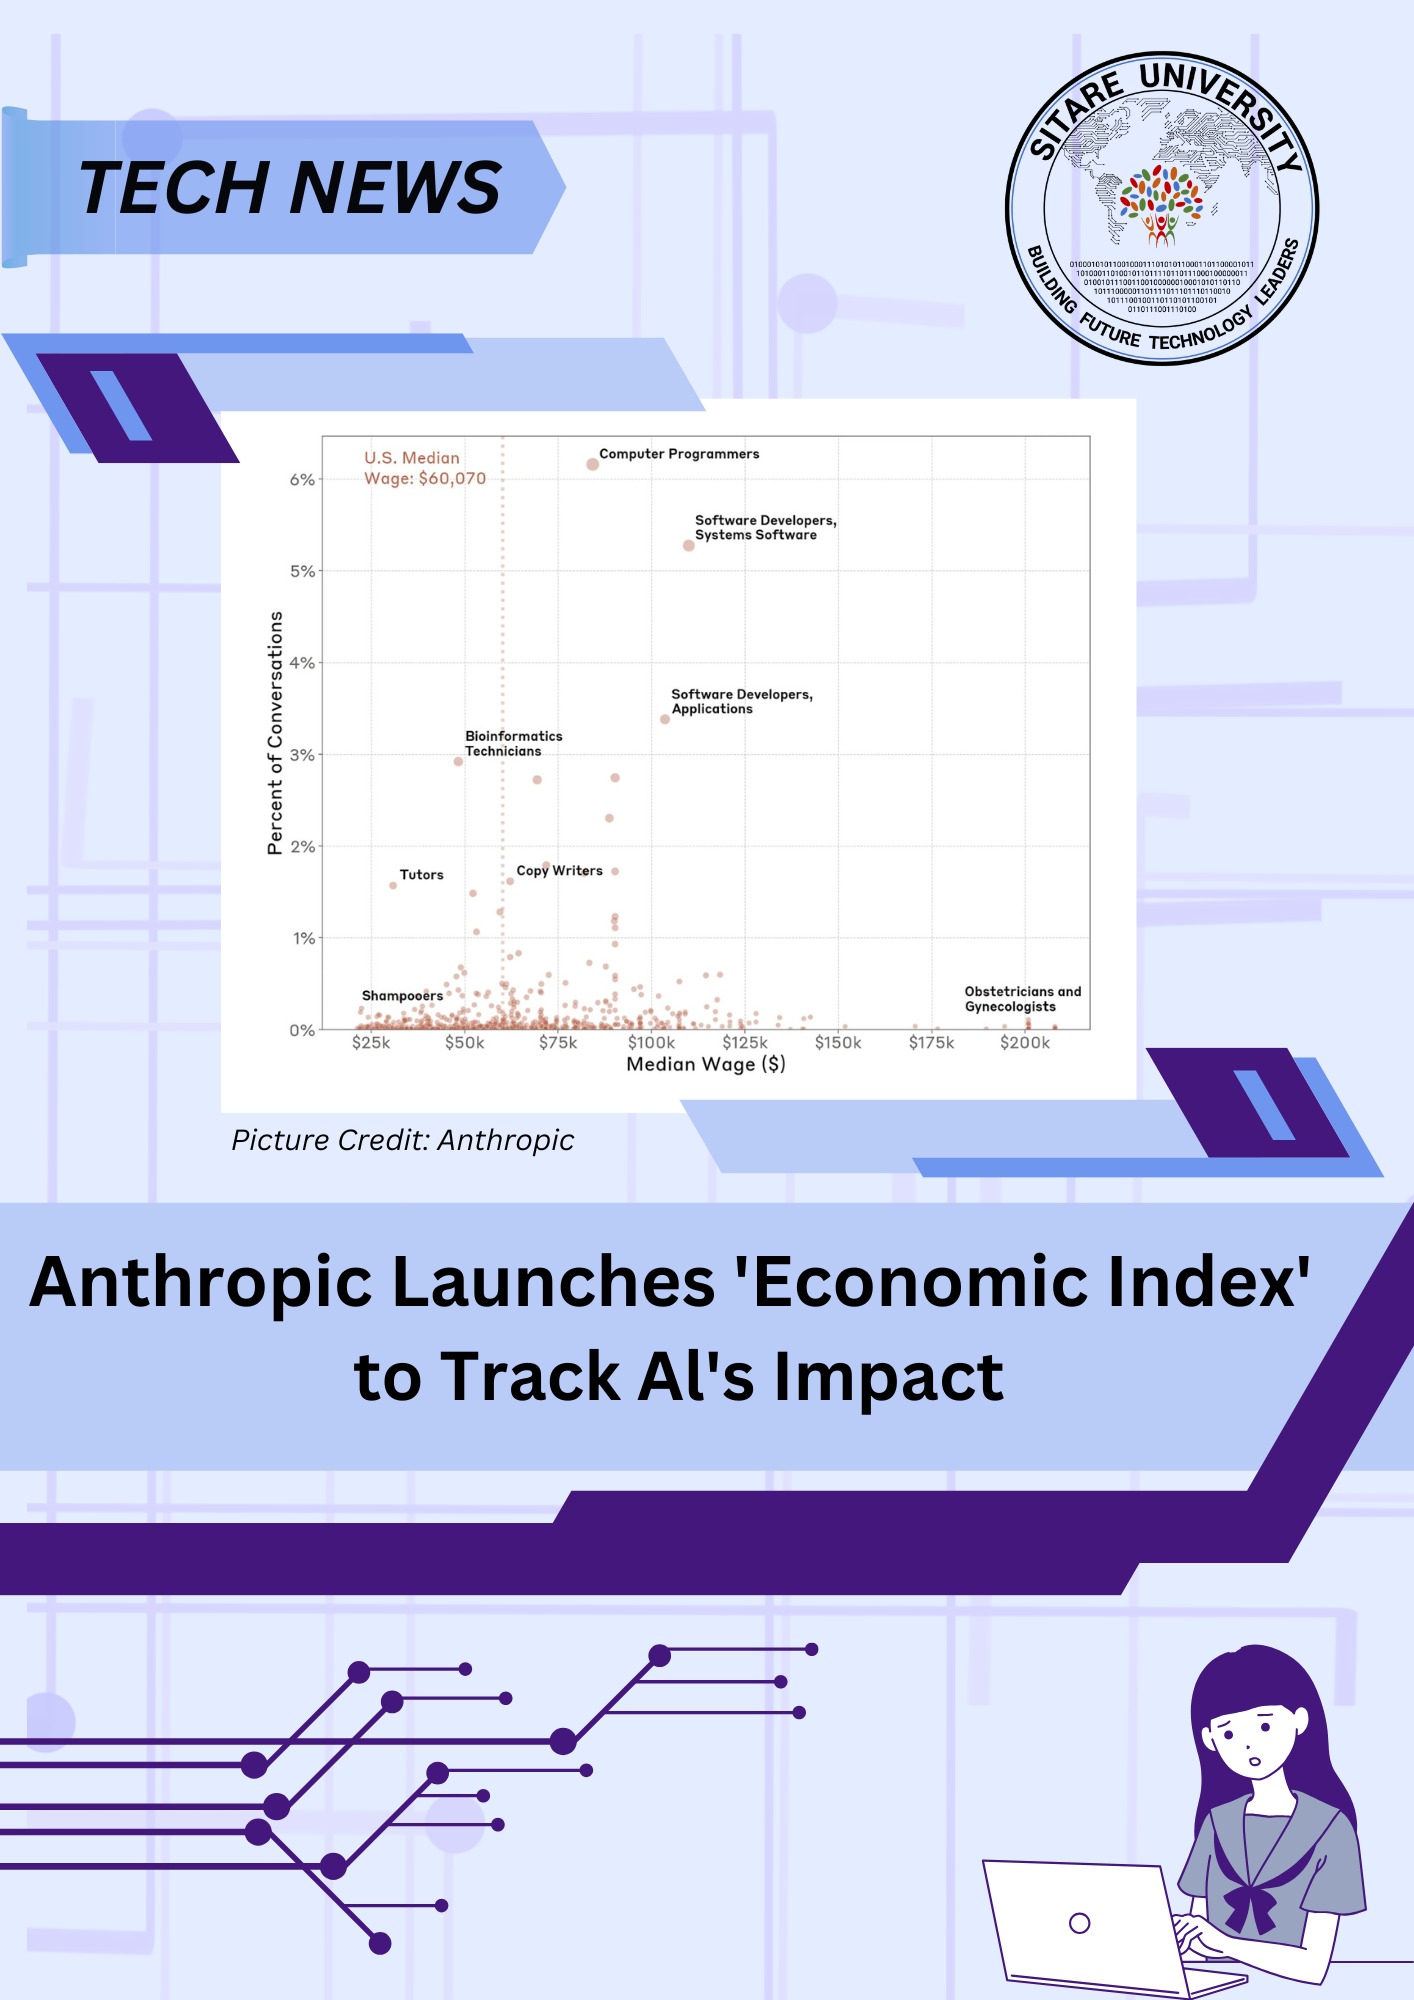 TECH NEWS
SITARE UNIVERSITY
BUILDING FUTURE TECHNOLOGY LEADERS
U.S. Median
Wage: $60,070
Computer Programmers
Software Developers,
Systems Software
Software Developers,
Applications
Bioinformatics
Technicians
Tutors
Copy Writers
Shampooers
Obstetricians and
Gynecologists
Percent of Conversations
6%
5%
4%
3%
2%
1%
0%
$25k $50k $75k $100k $125k $150k $175k $200k
Median Wage ($)
Picture Credit: Anthropic
Anthropic Launches 'Economic Index'
to Track AI's Impact